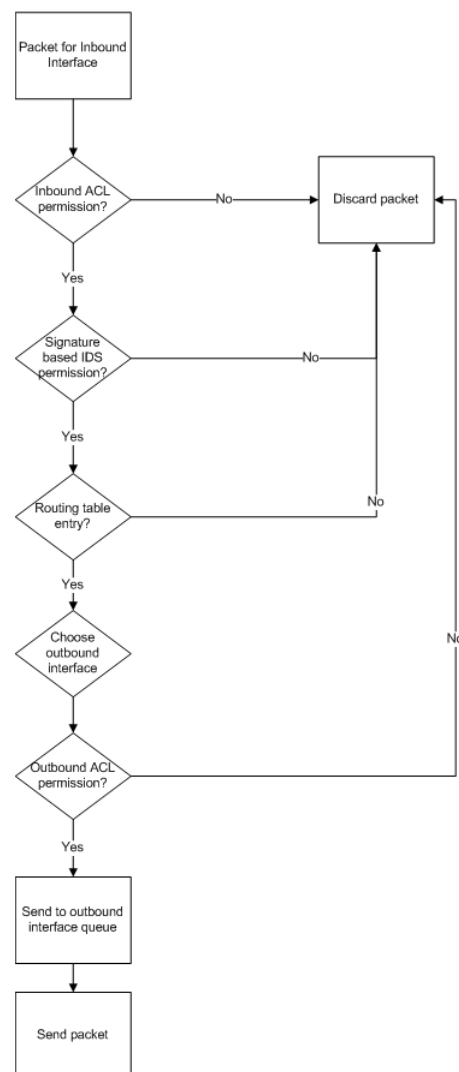 Packet for Inbound
Interface
Inbound ACL
permission?
No
Discard packet
Yes
Signature
based IDS
permission?
No
Yes
Routing table
entry?
No
Yes
Choose
outbound
interface
No
Outbound ACL
permission?
Yes
Send to outbound
interface queue
Send packet